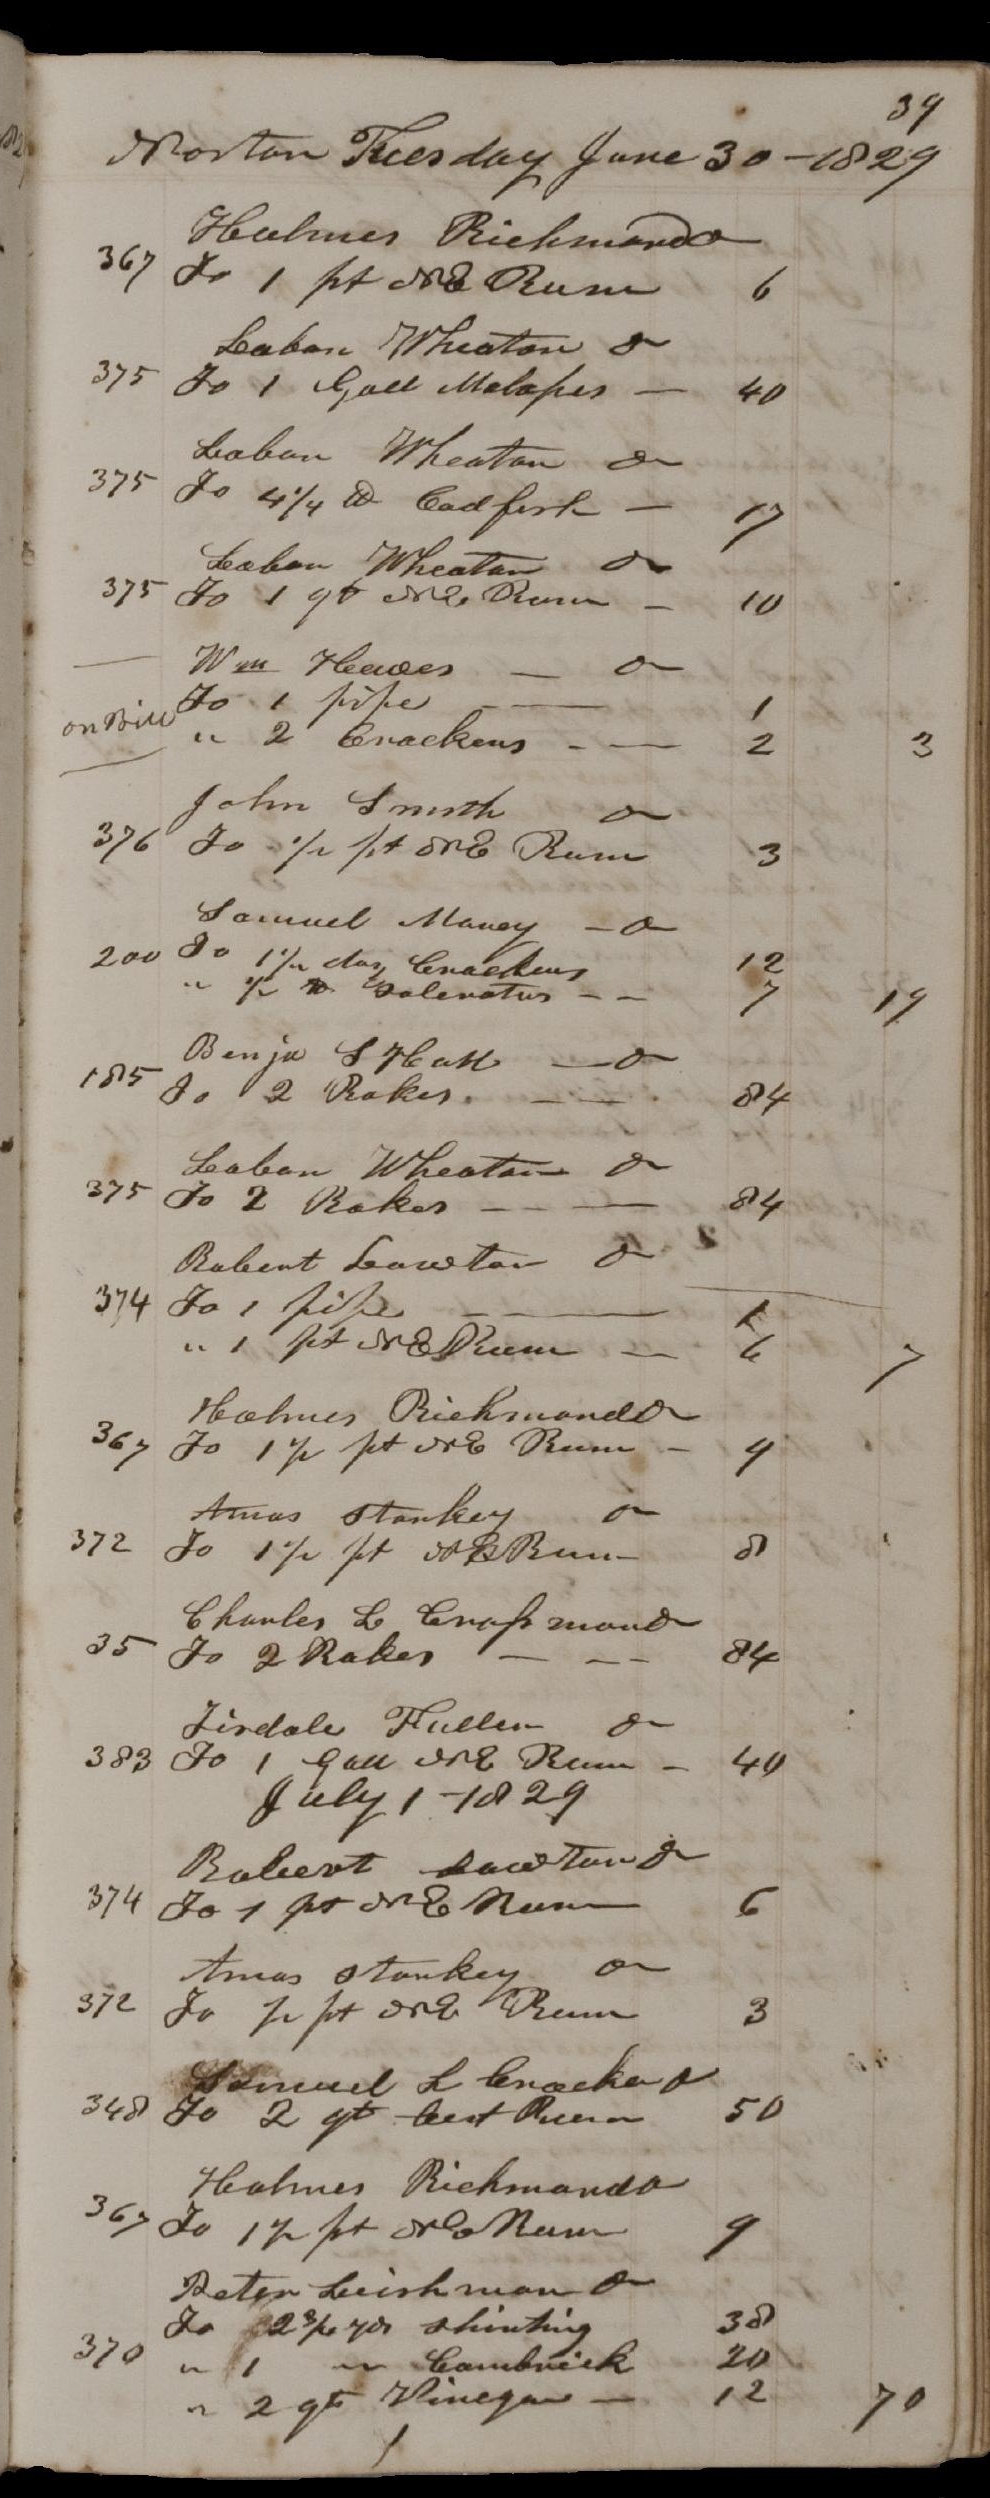 39
Norton Tuesday June 30 - 1829
Holmes Richmond Dr
367 To 1 pt N E Rum 6
Laban Wheaton Dr
375 To 1 Gall Molasses — 40
Laban Wheaton Dr
375 To 4 1/4 lb Codfish — 17
Laban Wheaton Dr
375 To 1 qt N E Rum — 10
Wm Hewes — Dr
To 1 pipe — 1
on Bill " 2 Crackers - — 2 3
John Smith Dr
376 To 1/2 pt N E Rum 3
Samuel Maney - Dr
200 To 1 1/2 doz Crackers 12
" 1/2 lb Saleratus - - 7 19
Benja S Hall — Dr
185 To 2 Rakes — — 84
Laban Wheaton Dr
375 To 2 Rakes - — — 84
Robert Lawton Dr
374 To 1 pipe — 1
" 1 pt N E Rum — 6 7
Holmes Richmond Dr
367 To 1 1/2 pt N E Rum - 9
Amos Stankey Dr
372 To 1 1/2 pt N E Rum 8
Charles L Crossman Dr
35 To 2 Rakes — - - 84
Tisdale Fuller Dr
383 To 1 Gall N E Rum - 40
July 1 - 1829
Robert Lawton Dr
374 To 1 pt N E Rum 6
Amos Stankey Dr
372 To 1/2 pt N E Rum 3
Samuel L Crocker Dr
348 To 2 qt best Rum 50
Holmes Richmond Dr
367 To 1 1/2 pt N E Rum 9
Peter Leishman Dr
To 2 3/4 yds shirting 38
370 " 1 " Cambrick 20
" 2 qts Vinegar — 12 70